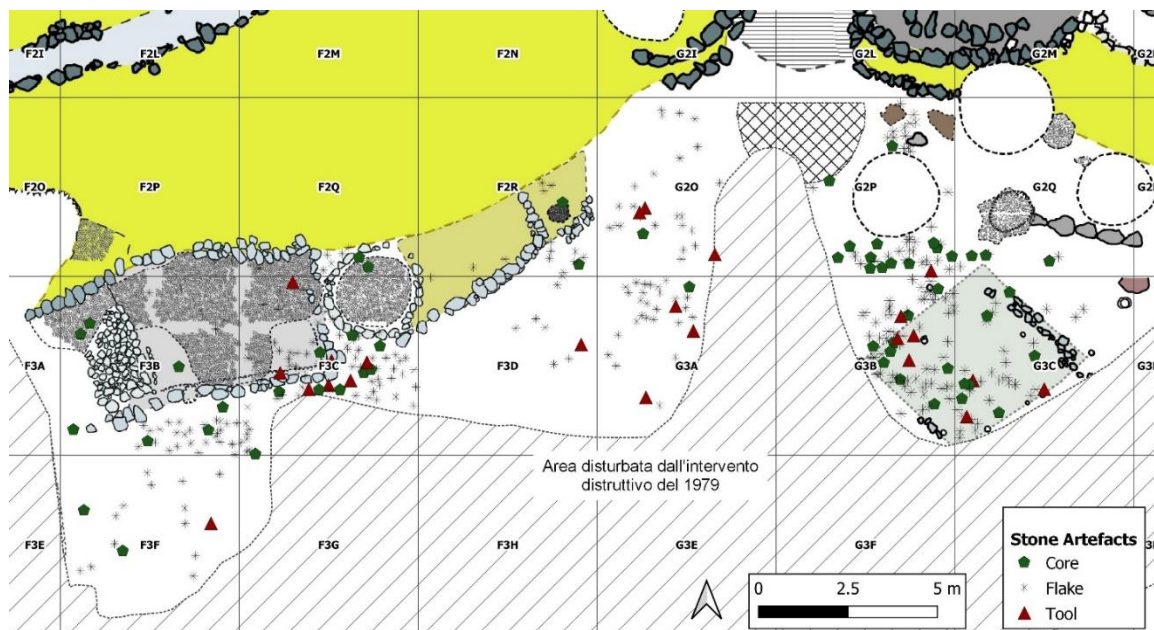 F2I F2L F2M F2N G2I G2L G2M
F2O F2P F2Q F2R G2O G2P G2Q
F3A F3B F3C F3D G3A G3B G3C
Area disturbata dall'intervento
distruttivo del 1979
F3E F3F F3G F3H G3E G3F
Stone Artefacts
Core
Flake
Tool
0 2.5 5 m